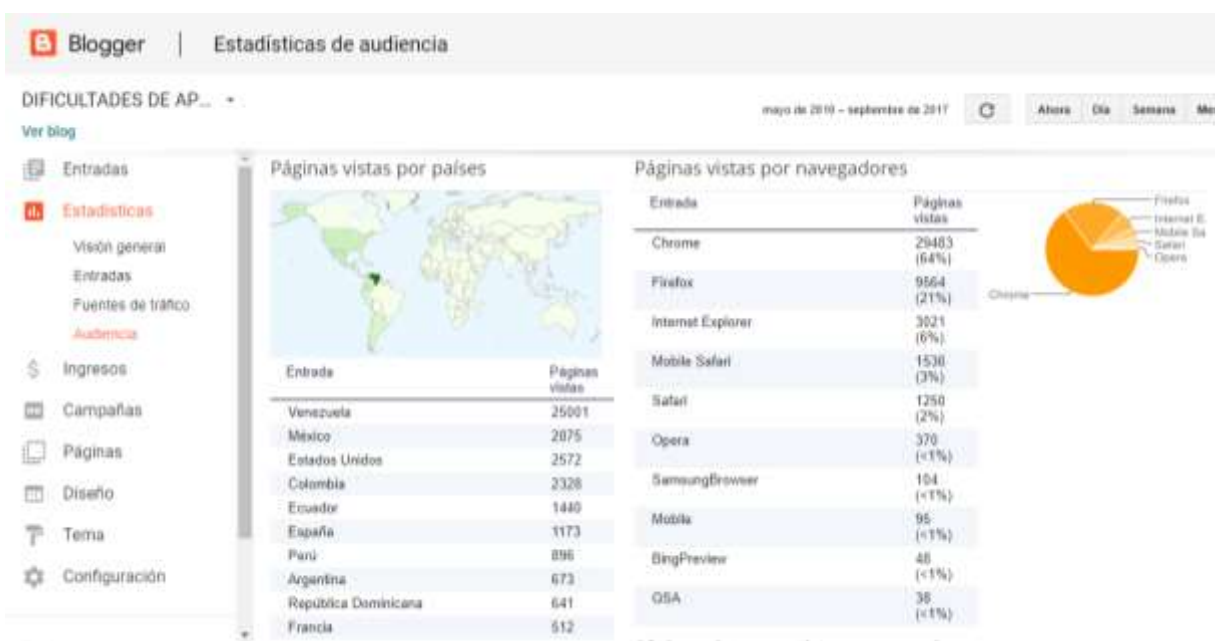 Blogger | Estadísticas de audiencia
DIFICULTADES DE AP...
Ver blog
mayo de 2010 – septiembre de 2017
Ahora Día Semana
Entradas
Estadísticas
Visión general
Entradas
Fuentes de tráfico
Audiencia
Ingresos
Campañas
Páginas
Diseño
Tema
Configuración
Páginas vistas por países
Entrada Páginas vistas
Venezuela 25001
México
Estados Unidos 2572
Colombia 2328
Ecuador 1440
España 1173
Perú 896
Argentina 673
República Dominicana 641
Francia 512
Páginas vistas por navegadores
Entrada Páginas vistas
Chrome 29483 (64%)
Firefox 9564 (21%)
Internet Explorer 3021 (6%)
Mobile Safari (3%)
Safari 1250 (2%)
Opera 370 (<1%)
SamsungBrowser 104 (<1%)
Mobile 95 (<1%)
BingPreview (<1%)
(<1%)
Firefox
Internet E.
Mobile Sa
Safari
Opera
Chrome